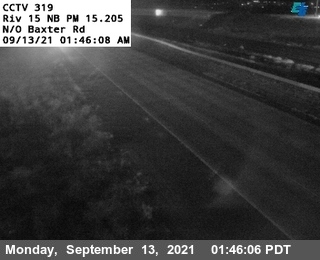 CCTV 319
Riv 15 NB PM 15.205
N/O Baxter Rd
09/13/21 01:46:08 AM
Monday, September 13, 2021 01:46:06 PDT